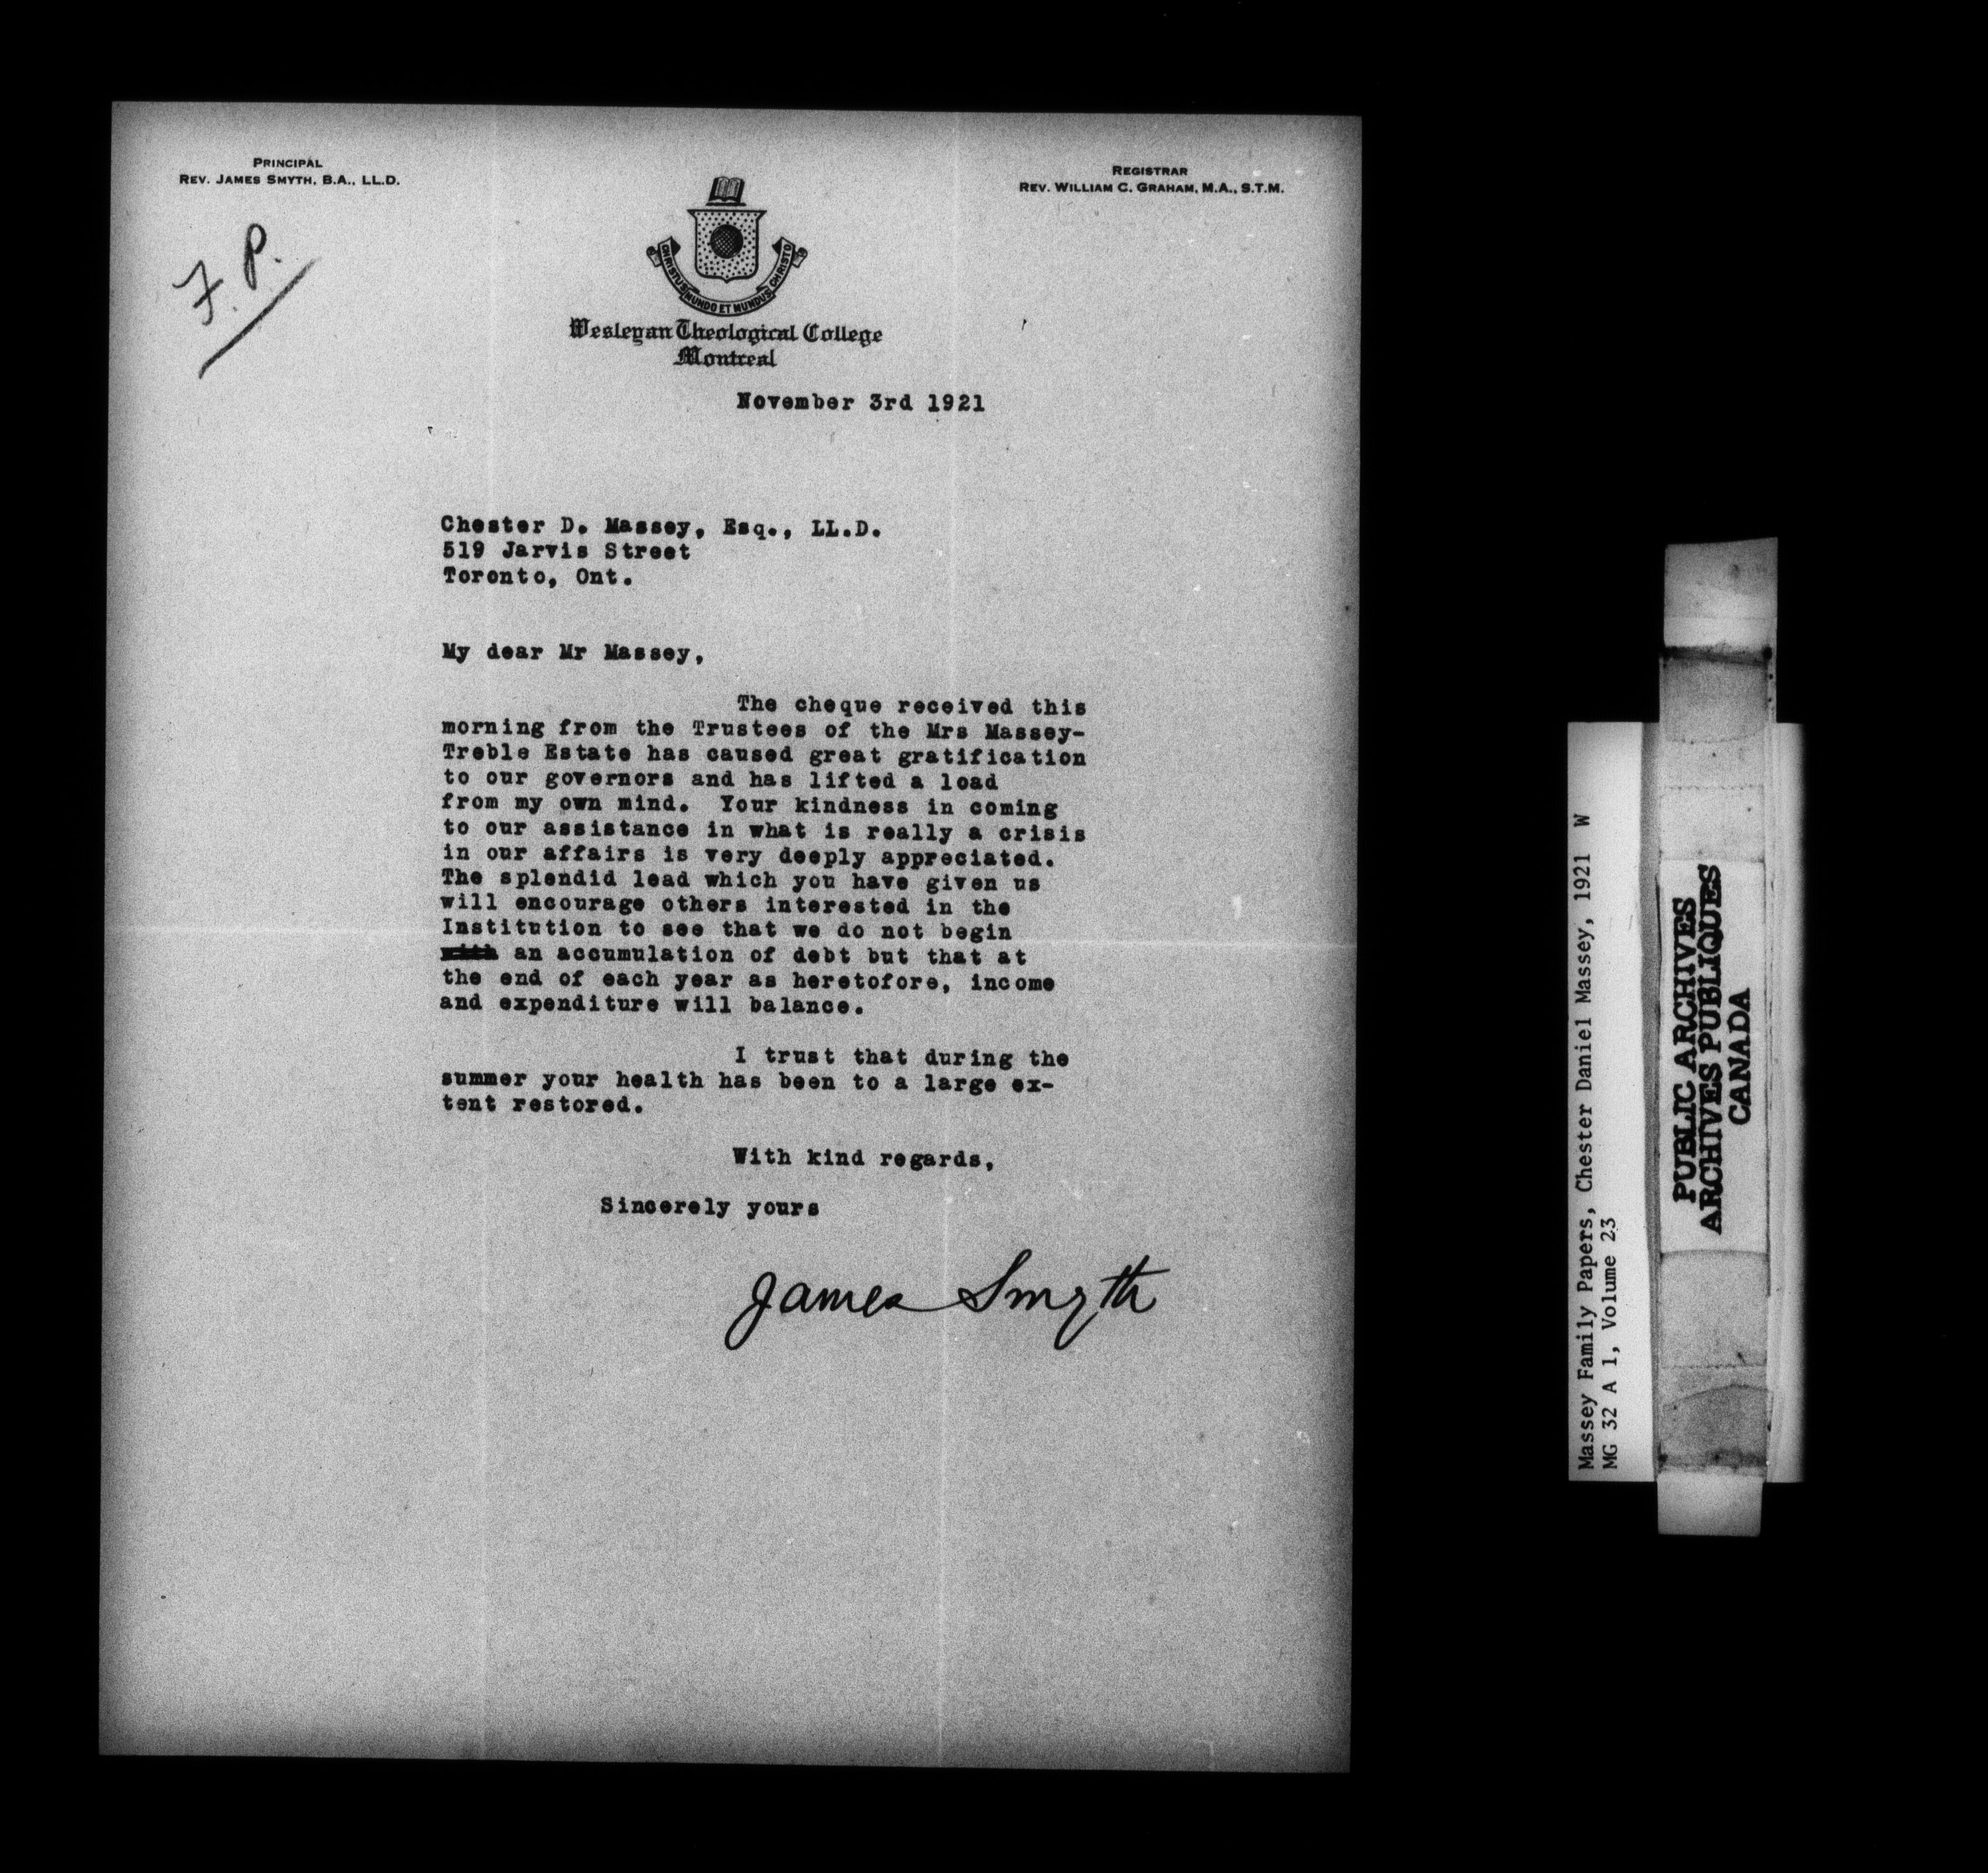 PRINCIPAL
REV. JAMES SMYTH, B.A., LL.D.
REGISTRAR
REV. WILLIAM C. GRAHAM, M.A., S.T.M.
F. P.
CHRISTUS MUNDO ET MUNDUS CHRISTO
Wesleyan Theological College
Montreal
November 3rd 1921
Chester D. Massey, Esq., LL.D.
519 Jarvis Street
Toronto, Ont.
My dear Mr Massey,
The cheque received this
morning from the Trustees of the Mrs Massey-
Treble Estate has caused great gratification
to our governors and has lifted a load
from my own mind. Your kindness in coming
to our assistance in what is really a crisis
in our affairs is very deeply appreciated.
The splendid lead which you have given us
will encourage others interested in the
Institution to see that we do not begin
with an accumulation of debt but that at
the end of each year as heretofore, income
and expenditure will balance.
I trust that during the
summer your health has been to a large ex-
tent restored.
With kind regards,
Sincerely yours
James Smyth
Massey Family Papers, Chester Daniel Massey, 1921 W
MG 32 A 1, Volume 23
PUBLIC ARCHIVES
ARCHIVES PUBLIQUES
CANADA